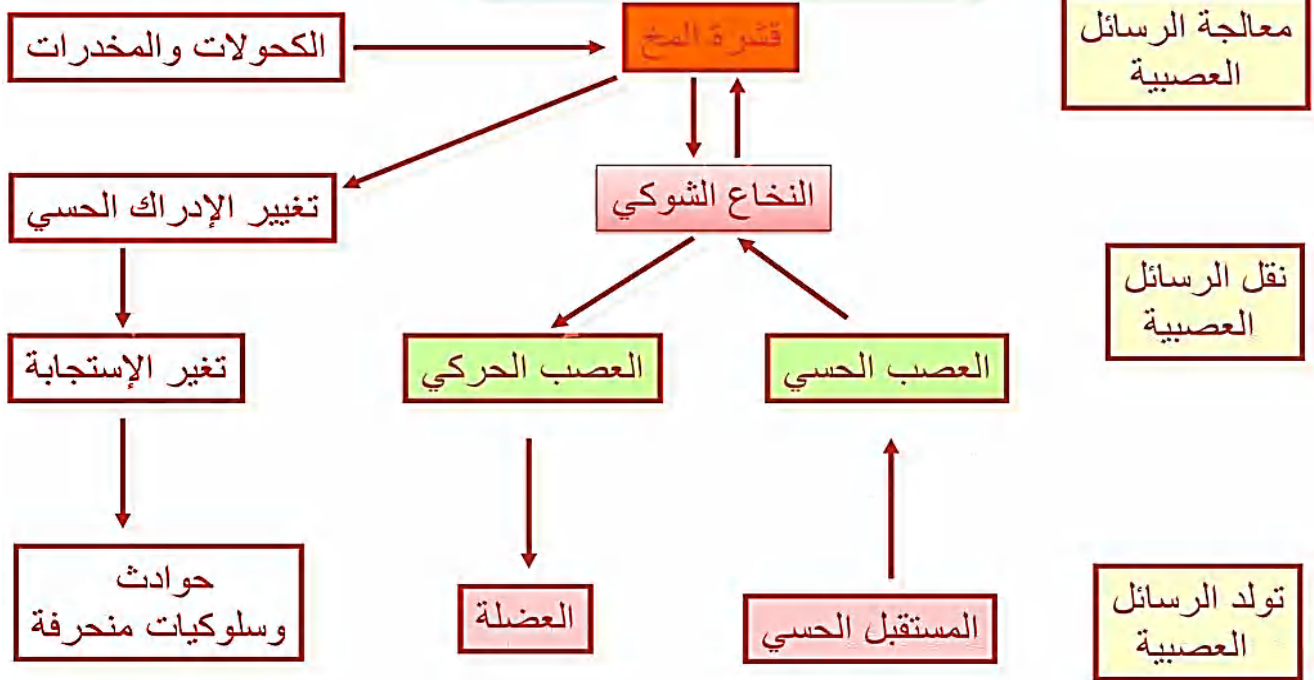 معالجة الرسائل
العصبية
قشرة المخ
الكحولات والمخدرات
النخاع الشوكي
تغيير الإدراك الحسي
نقل الرسائل
العصبية
العصب الحسي
العصب الحركي
تغير الإستجابة
تولد الرسائل
العصبية
المستقبل الحسي
العضلة
حوادث
وسلوكيات منحرفة